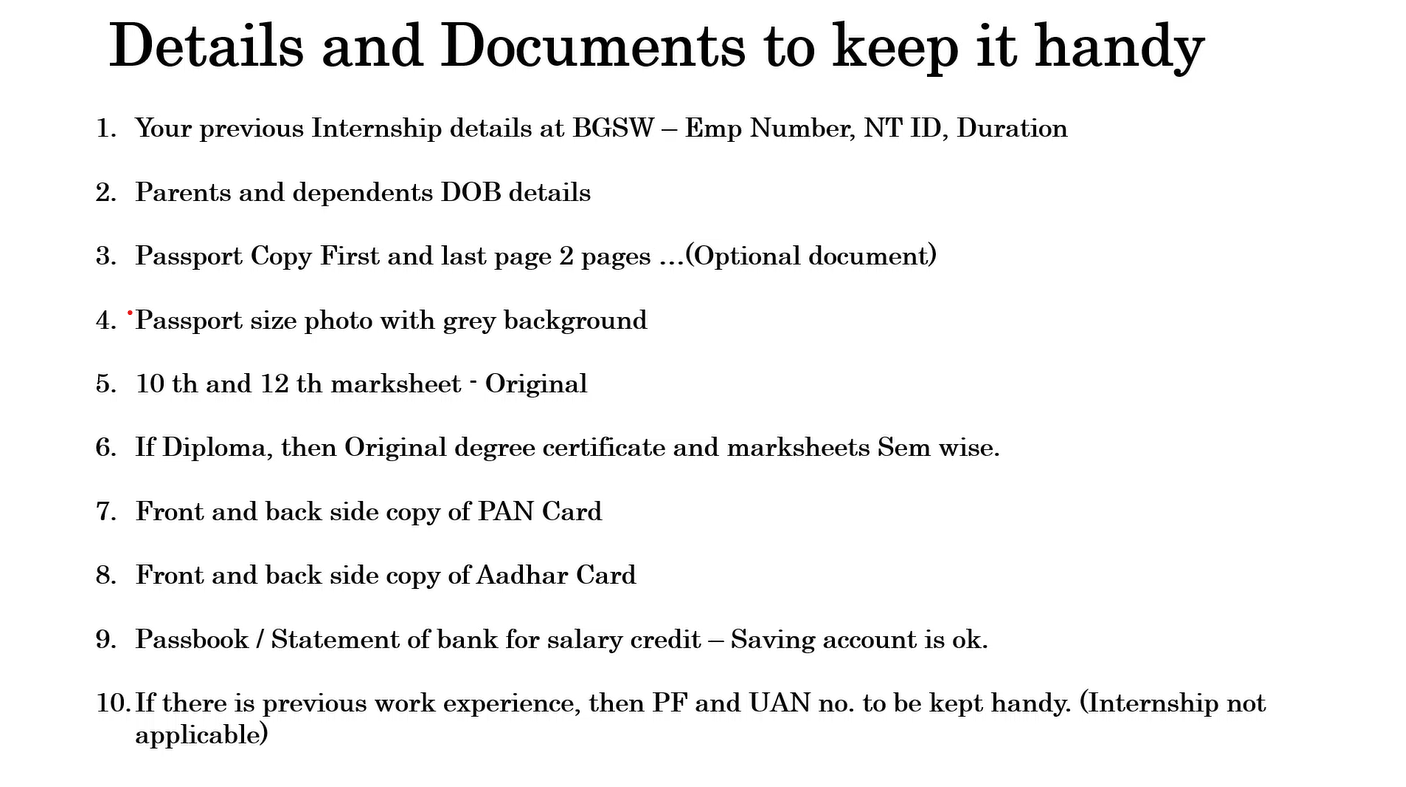 Details and Documents to keep it handy
1. Your previous Internship details at BGSW – Emp Number, NT ID, Duration
2. Parents and dependents DOB details
3. Passport Copy First and last page 2 pages ...(Optional document)
4. Passport size photo with grey background
5. 10 th and 12 th marksheet - Original
6. If Diploma, then Original degree certificate and marksheets Sem wise.
7. Front and back side copy of PAN Card
8. Front and back side copy of Aadhar Card
9. Passbook / Statement of bank for salary credit – Saving account is ok.
10. If there is previous work experience, then PF and UAN no. to be kept handy. (Internship not
applicable)